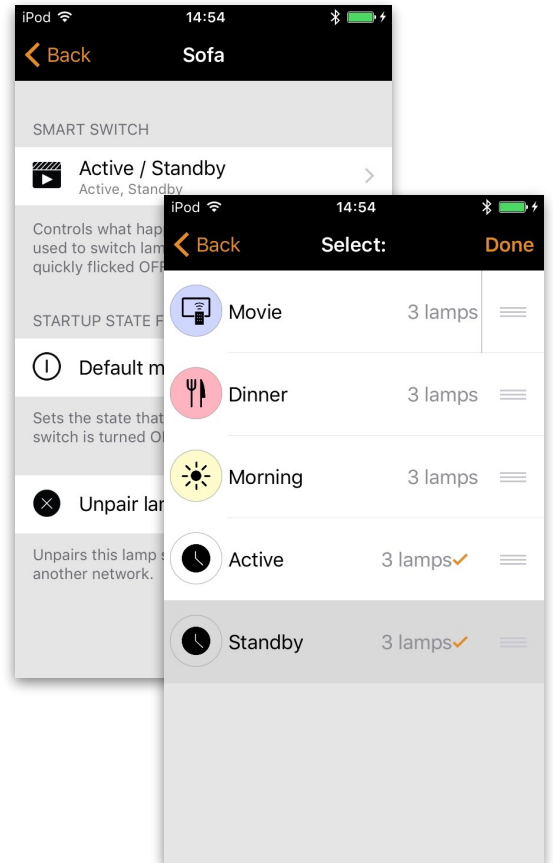 iPod 14:54
Back Sofa
SMART SWITCH
Active / Standby
Active, Standby
Controls what hap
used to switch lam
quickly flicked OFF
STARTUP STATE F
Default m
Sets the state that
switch is turned O
Unpair lar
Unpairs this lamp s
another network.
iPod 14:54
Back Select: Done
Movie 3 lamps
Dinner 3 lamps
Morning 3 lamps
Active 3 lamps
Standby 3 lamps